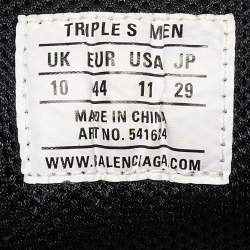 TRIPLE S MEN
UK EUR USA JP
10 44 11 29
MADE IN CHINA
ART NO. 541624
WWW.BALENCIAGA.COM